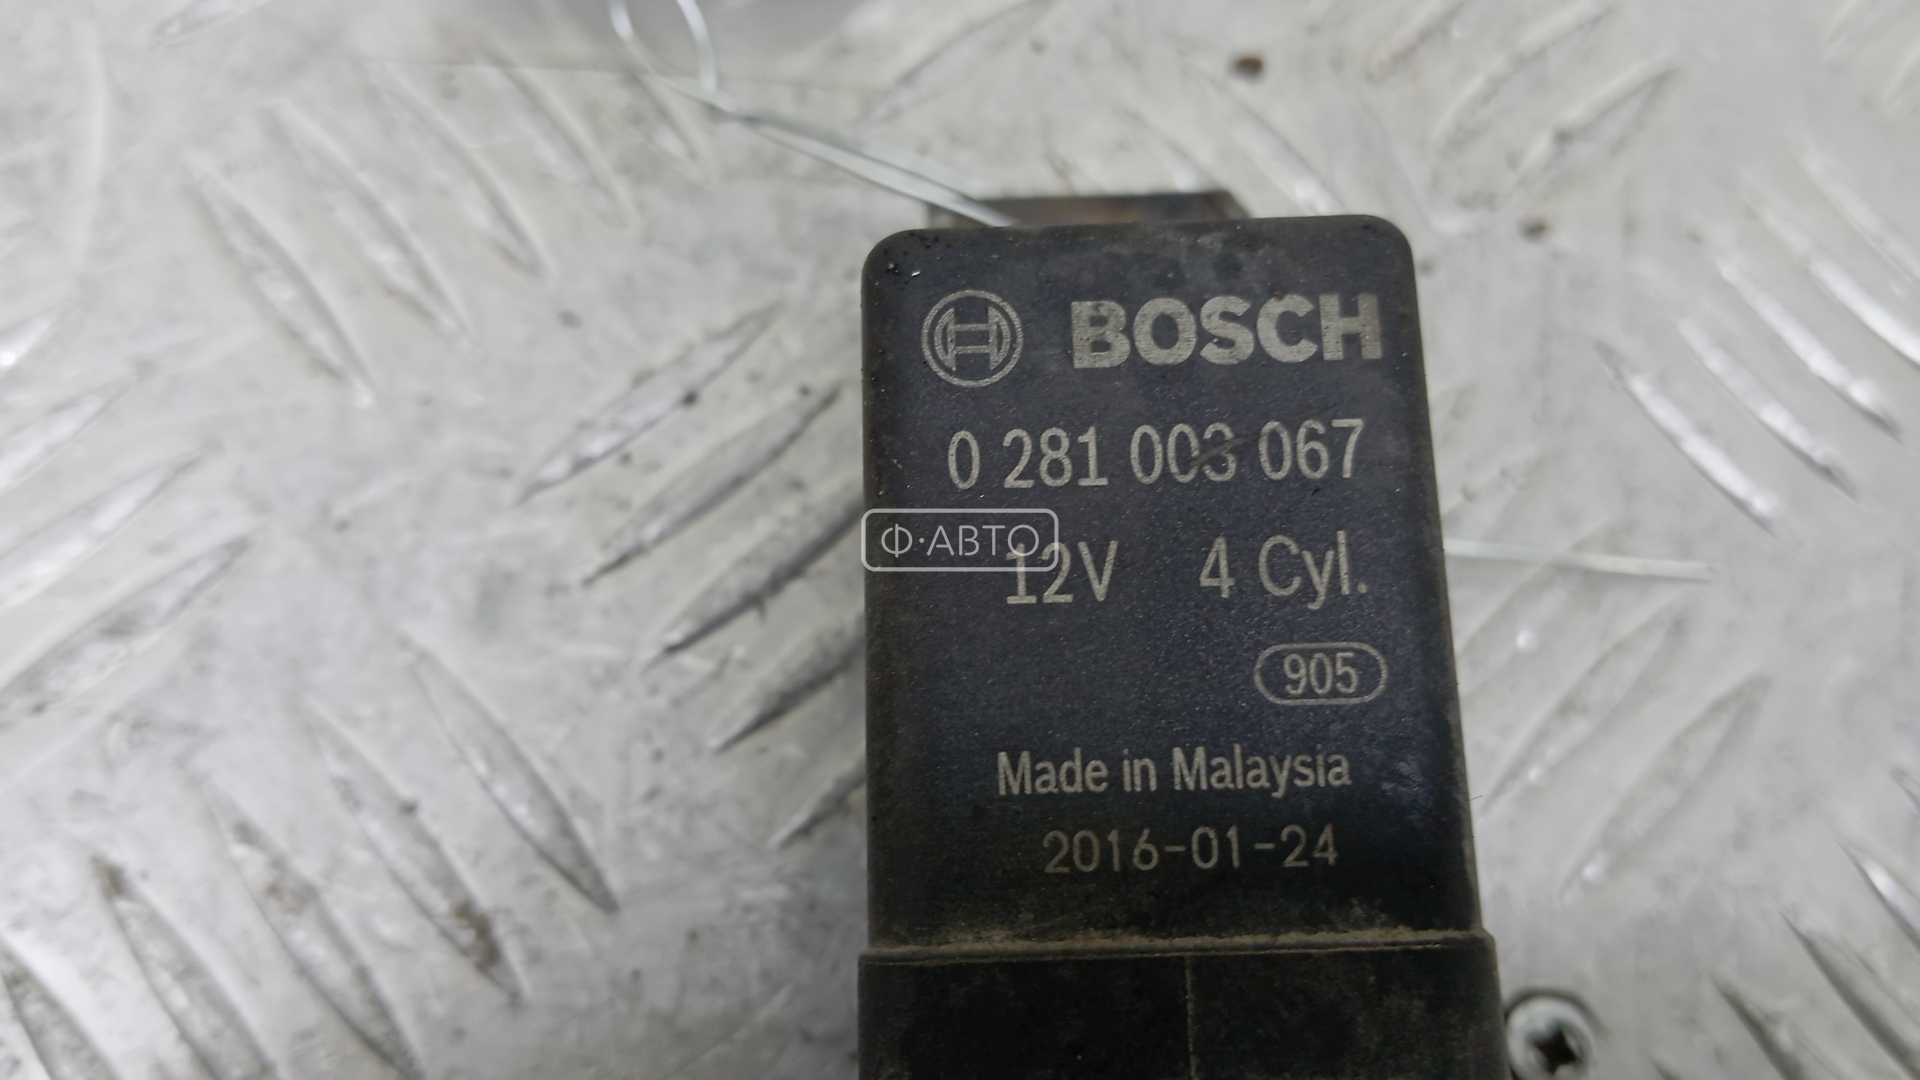 BOSCH
0 281 003 067
Ф·АВТО
12V 4 Cyl.
905
Made in Malaysia
2016-01-24